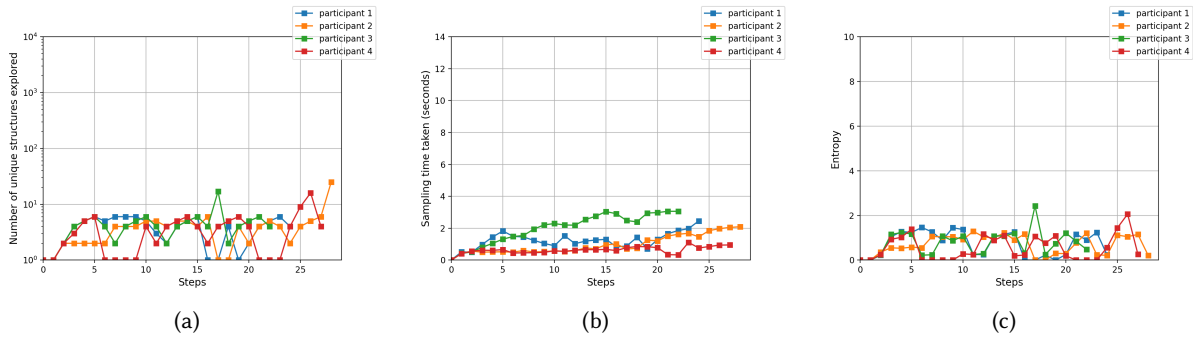 participant 1
participant 2
participant 3
participant 4
Number of unique structures explored
10⁴
10³
10²
10¹
10⁰
0 5 10 15 20 25
Steps
(a)
participant 1
participant 2
participant 3
participant 4
Sampling time taken (seconds)
14
12
10
8
6
4
2
0
0 5 10 15 20 25
Steps
(b)
participant 1
participant 2
participant 3
participant 4
Entropy
10
8
6
4
2
0
0 5 10 15 20 25
Steps
(c)